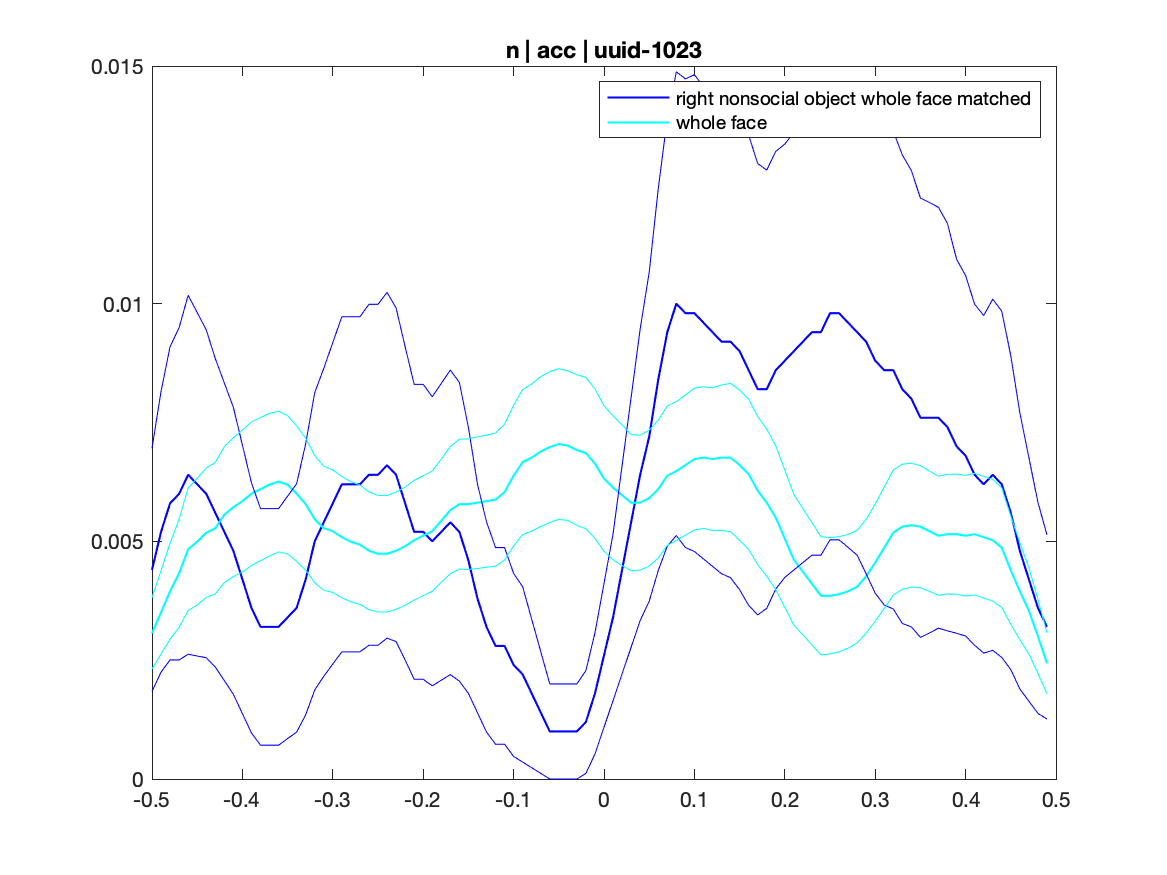 n | acc | uuid-1023
0.015
right nonsocial object whole face matched
whole face
0.01
0.005
0
-0.5 -0.4 -0.3 -0.2 -0.1 0 0.1 0.2 0.3 0.4 0.5